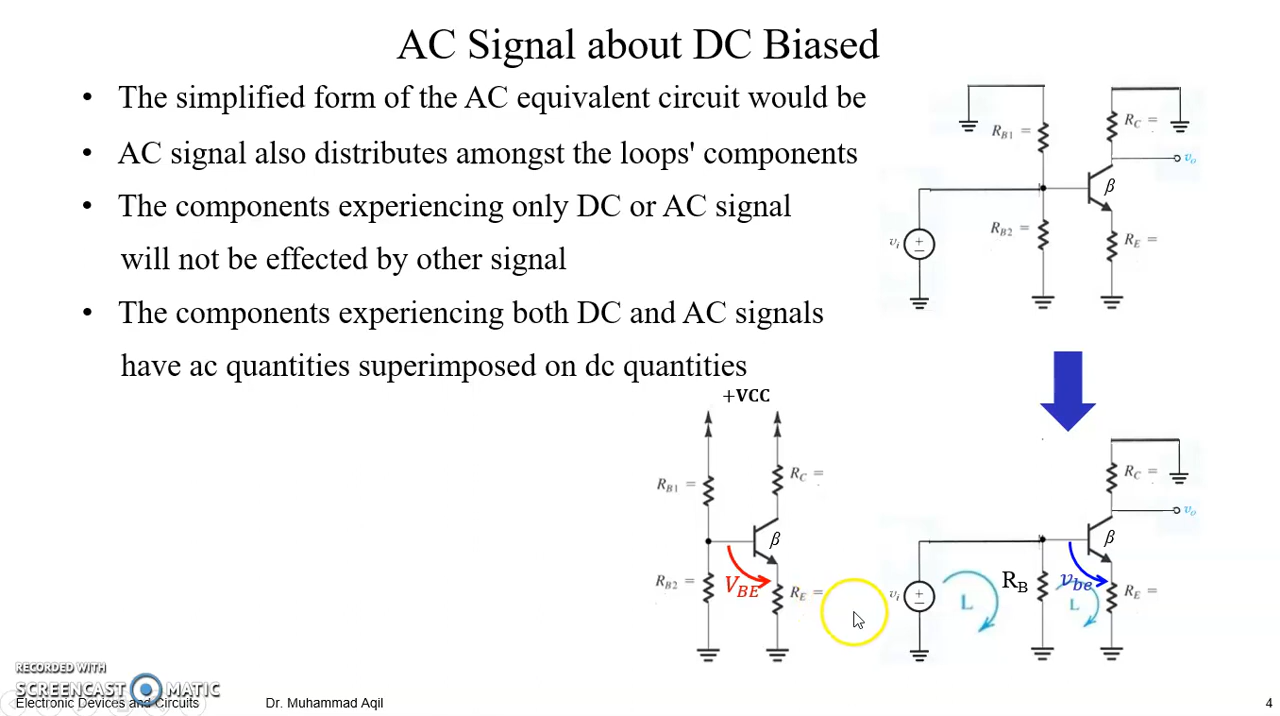 AC Signal about DC Biased
• The simplified form of the AC equivalent circuit would be
• AC signal also distributes amongst the loops' components
• The components experiencing only DC or AC signal
will not be effected by other signal
• The components experiencing both DC and AC signals
have ac quantities superimposed on dc quantities
R_B1 =
R_C =
v_o
β
v_i
R_B2 =
R_E =
+VCC
R_B1 =
R_C =
β
R_B2 =
V_BE
R_E =
R_C =
v_o
β
v_i
L
R_B
v_be
L
R_E =
RECORDED WITH
SCREENCAST MATIC
Electronic Devices and Circuits
Dr. Muhammad Aqil
4